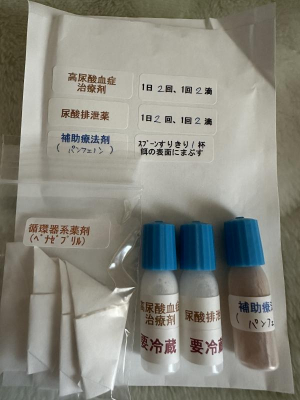 高尿酸血症
治療剤
1日2回、1回2滴
尿酸排泄薬
1日2回、1回2滴
補助療法剤
(パンフェノン)
スプーンすりきり1杯
餌の表面にまぶす
循環器系薬剤
(ベナゼプリル)
高尿酸血症
治療剤
要冷蔵
尿酸排泄
要冷蔵
補助療
(パンフェ